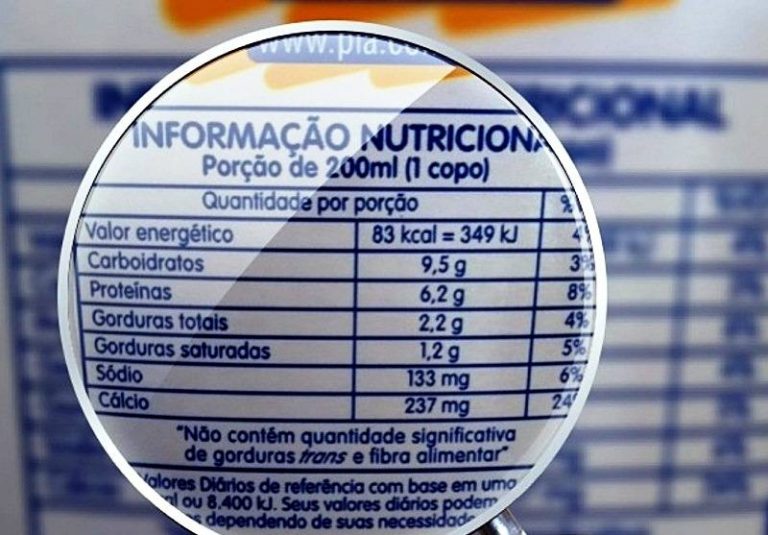 www.pia.co
INFORMAÇÃO NUTRICIONA
Porção de 200ml (1 copo)
Quantidade por porção %
Valor energético 83 kcal = 349 kJ 4%
Carboidratos 9,5 g 3%
Proteínas 6,2 g 8%
Gorduras totais 2,2 g 4%
Gorduras saturadas 1,2 g 5%
Sódio 133 mg 6%
Cálcio 237 mg 24
"Não contém quantidade significativa
de gorduras trans e fibra alimentar"
Valores Diários de referência com base em uma
ou 8.400 kJ. Seus valores diários podem
dependendo de suas necessidade